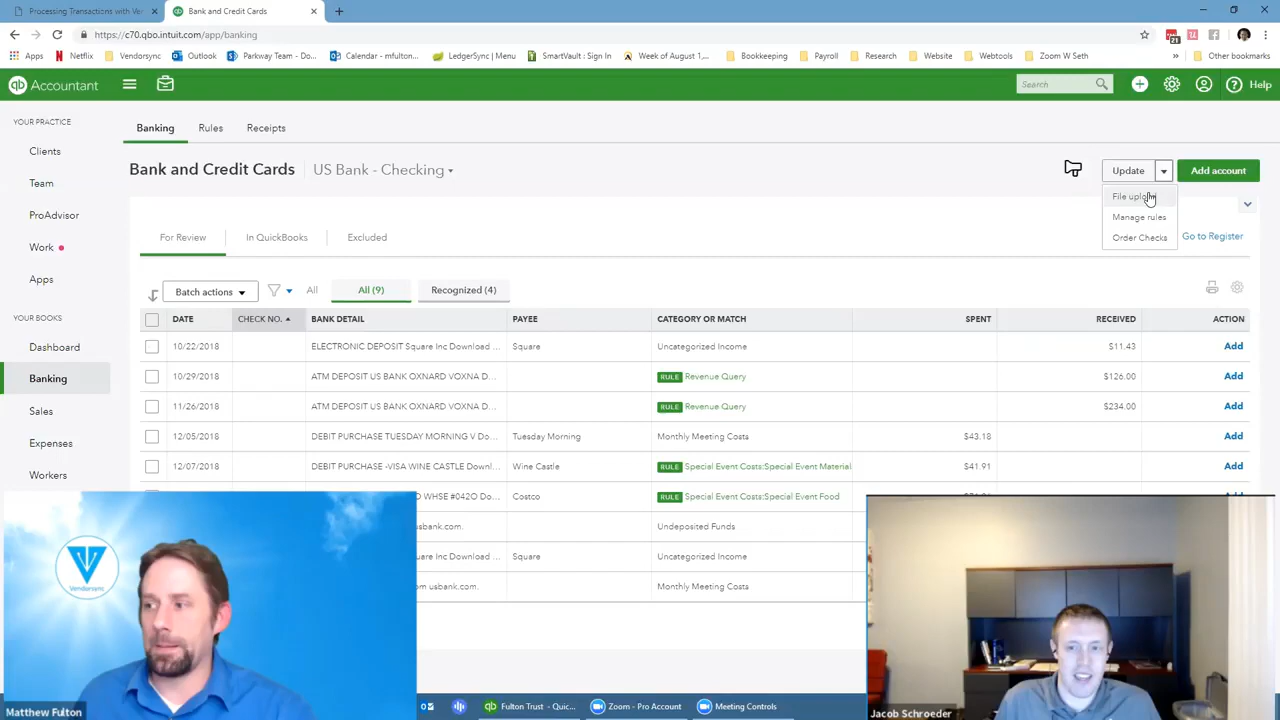 Processing Transactions with Ver
Bank and Credit Cards
https://c70.qbo.intuit.com/app/banking
Apps Netflix Vendorsync Outlook Parkway Team - Do... Calendar - mfulton... LedgerSync | Menu SmartVault : Sign In Week of August 1,... Bookkeeping Payroll Research Website Webtools Zoom W Seth » Other bookmarks
qb Accountant Search Help
YOUR PRACTICE
Clients
Team
ProAdvisor
Work
Apps
YOUR BOOKS
Dashboard
Banking
Sales
Expenses
Workers
Banking Rules Receipts
Bank and Credit Cards US Bank - Checking
Update Add account
File upload
Manage rules
Order Checks
Go to Register
For Review In QuickBooks Excluded
Batch actions All All (9) Recognized (4)
DATE CHECK NO. BANK DETAIL PAYEE CATEGORY OR MATCH SPENT RECEIVED ACTION
10/22/2018 ELECTRONIC DEPOSIT Square Inc Download ... Square Uncategorized Income $11.43 Add
10/29/2018 ATM DEPOSIT US BANK OXNARD VOXNA D... RULE Revenue Query $126.00 Add
11/26/2018 ATM DEPOSIT US BANK OXNARD VOXNA D... RULE Revenue Query $234.00 Add
12/05/2018 DEBIT PURCHASE TUESDAY MORNING V Do... Tuesday Morning Monthly Meeting Costs $43.18 Add
12/07/2018 DEBIT PURCHASE -VISA WINE CASTLE Downl... Wine Castle RULE Special Event Costs:Special Event Material $41.91 Add
WHSE #042O Do... Costco RULE Special Event Costs:Special Event Food
usbank.com. Undeposited Funds
Square Inc Download ... Square Uncategorized Income
om usbank.com. Monthly Meeting Costs
Vendorsync
Matthew Fulton
Jacob Schroeder
Fulton Trust - Quic...
Zoom - Pro Account
Meeting Controls